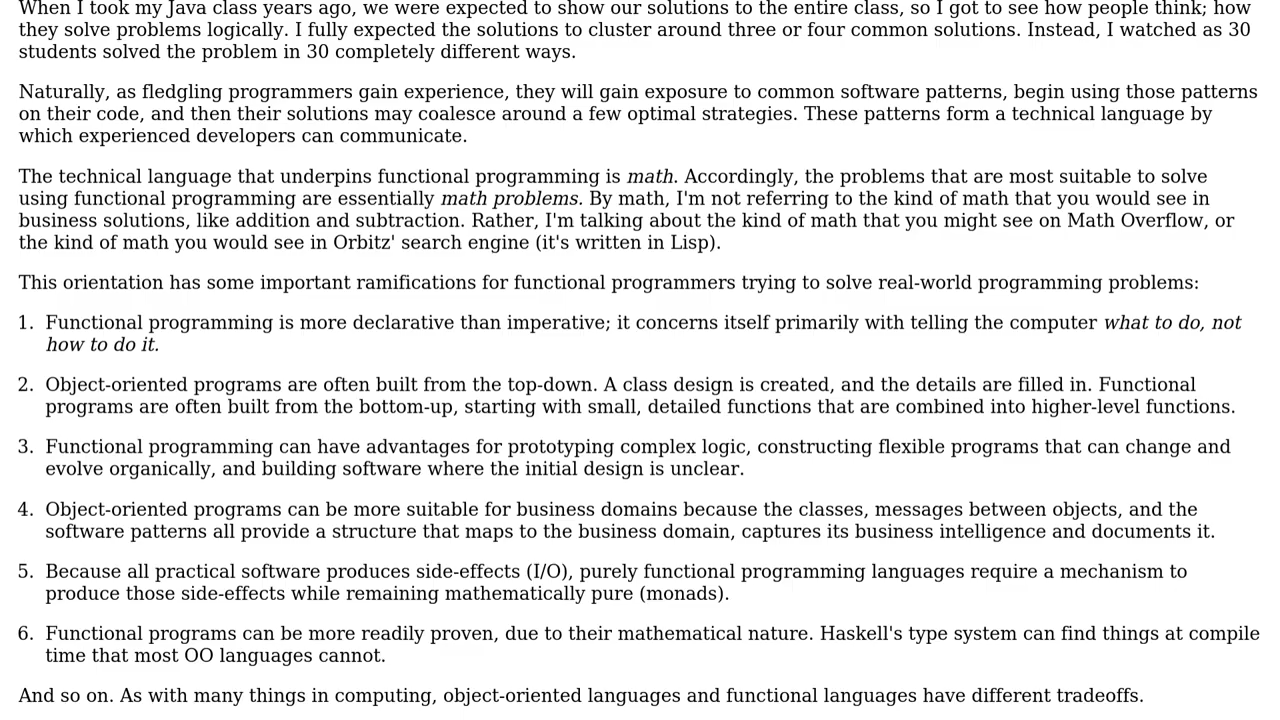 When I took my Java class years ago, we were expected to show our solutions to the entire class, so I got to see how people think; how
they solve problems logically. I fully expected the solutions to cluster around three or four common solutions. Instead, I watched as 30
students solved the problem in 30 completely different ways.
Naturally, as fledgling programmers gain experience, they will gain exposure to common software patterns, begin using those patterns
on their code, and then their solutions may coalesce around a few optimal strategies. These patterns form a technical language by
which experienced developers can communicate.
The technical language that underpins functional programming is math. Accordingly, the problems that are most suitable to solve
using functional programming are essentially math problems. By math, I'm not referring to the kind of math that you would see in
business solutions, like addition and subtraction. Rather, I'm talking about the kind of math that you might see on Math Overflow, or
the kind of math you would see in Orbitz' search engine (it's written in Lisp).
This orientation has some important ramifications for functional programmers trying to solve real-world programming problems:
1. Functional programming is more declarative than imperative; it concerns itself primarily with telling the computer what to do, not
how to do it.
2. Object-oriented programs are often built from the top-down. A class design is created, and the details are filled in. Functional
programs are often built from the bottom-up, starting with small, detailed functions that are combined into higher-level functions.
3. Functional programming can have advantages for prototyping complex logic, constructing flexible programs that can change and
evolve organically, and building software where the initial design is unclear.
4. Object-oriented programs can be more suitable for business domains because the classes, messages between objects, and the
software patterns all provide a structure that maps to the business domain, captures its business intelligence and documents it.
5. Because all practical software produces side-effects (I/O), purely functional programming languages require a mechanism to
produce those side-effects while remaining mathematically pure (monads).
6. Functional programs can be more readily proven, due to their mathematical nature. Haskell's type system can find things at compile
time that most OO languages cannot.
And so on. As with many things in computing, object-oriented languages and functional languages have different tradeoffs.